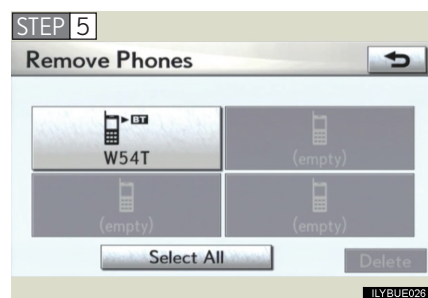 STEP 5
Remove Phones
BT
W54T
(empty)
(empty)
(empty)
Select All
Delete
ILYBUE026